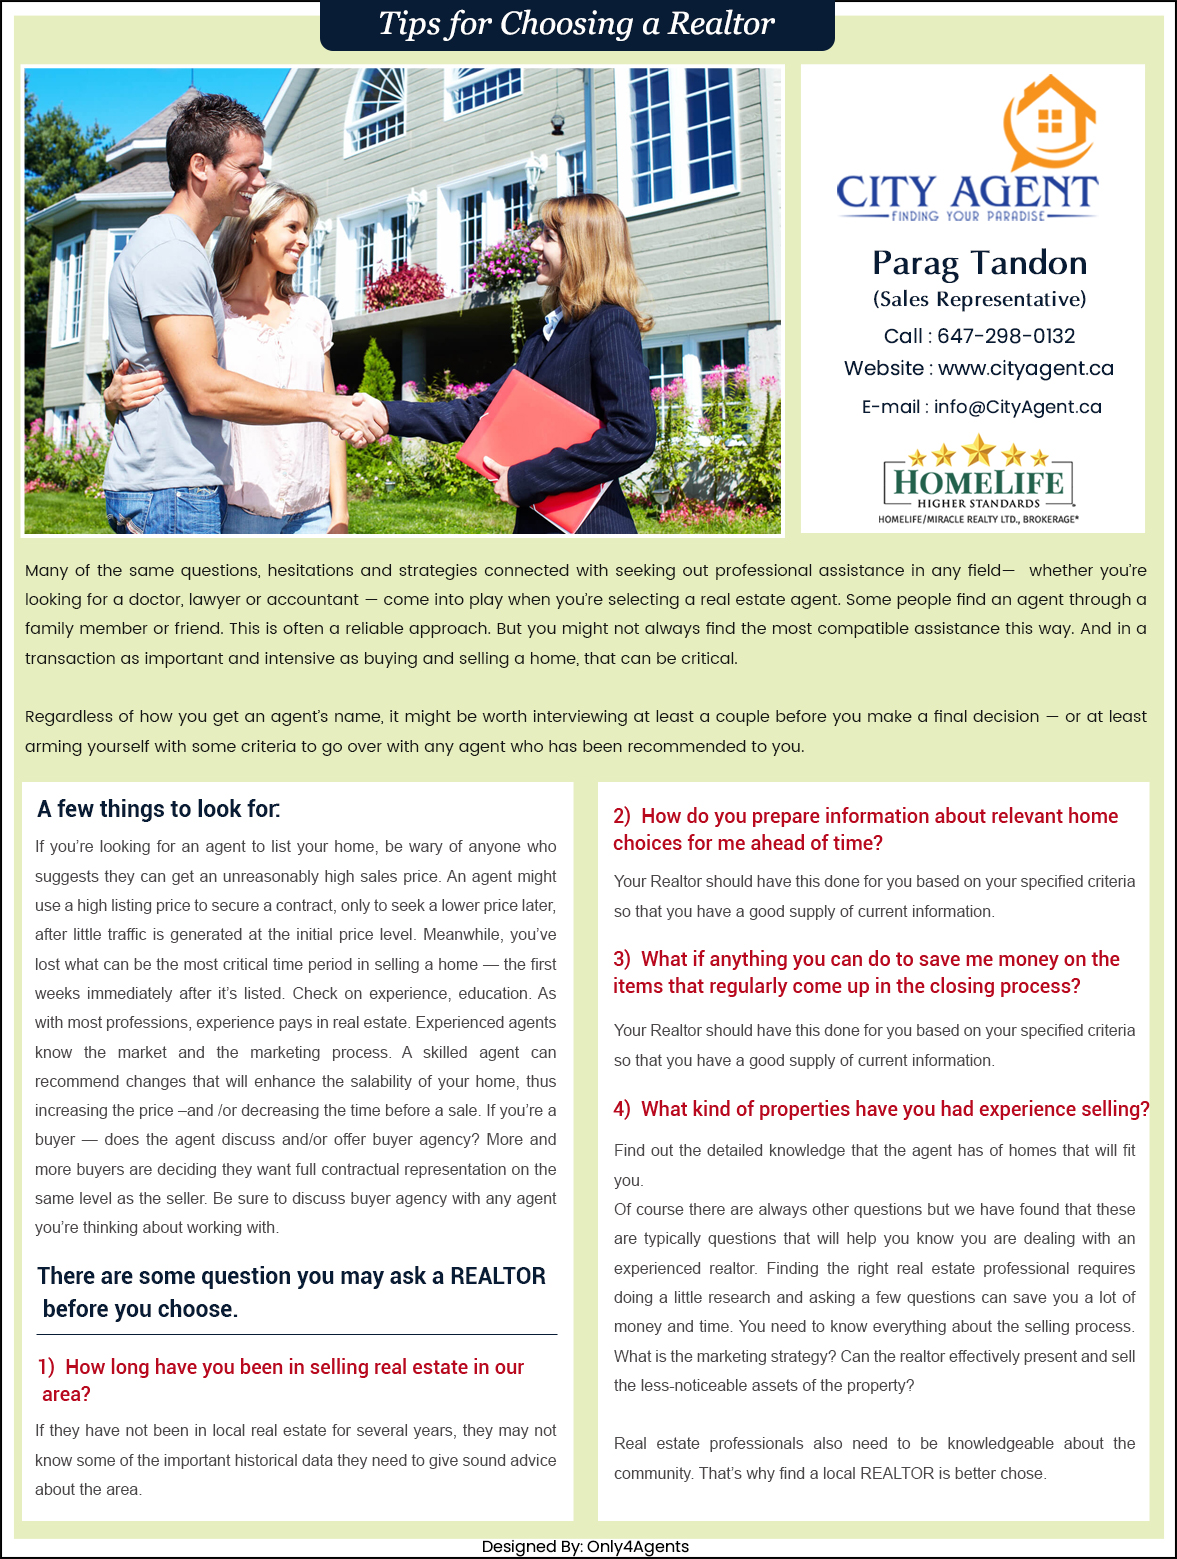 Tips for Choosing a Realtor
CITY AGENT
FINDING YOUR PARADISE
Parag Tandon
(Sales Representative)
Call : 647-298-0132
Website : www.cityagent.ca
E-mail : info@CityAgent.ca
HOMELIFE
HIGHER STANDARDS
HOMELIFE/MIRACLE REALTY LTD., BROKERAGE*
Many of the same questions, hesitations and strategies connected with seeking out professional assistance in any field— whether you're
looking for a doctor, lawyer or accountant — come into play when you're selecting a real estate agent. Some people find an agent through a
family member or friend. This is often a reliable approach. But you might not always find the most compatible assistance this way. And in a
transaction as important and intensive as buying and selling a home, that can be critical.
Regardless of how you get an agent's name, it might be worth interviewing at least a couple before you make a final decision — or at least
arming yourself with some criteria to go over with any agent who has been recommended to you.
A few things to look for:
If you're looking for an agent to list your home, be wary of anyone who
suggests they can get an unreasonably high sales price. An agent might
use a high listing price to secure a contract, only to seek a lower price later,
after little traffic is generated at the initial price level. Meanwhile, you've
lost what can be the most critical time period in selling a home — the first
weeks immediately after it's listed. Check on experience, education. As
with most professions, experience pays in real estate. Experienced agents
know the market and the marketing process. A skilled agent can
recommend changes that will enhance the salability of your home, thus
increasing the price –and /or decreasing the time before a sale. If you're a
buyer — does the agent discuss and/or offer buyer agency? More and
more buyers are deciding they want full contractual representation on the
same level as the seller. Be sure to discuss buyer agency with any agent
you're thinking about working with.
There are some question you may ask a REALTOR
before you choose.
1) How long have you been in selling real estate in our
area?
If they have not been in local real estate for several years, they may not
know some of the important historical data they need to give sound advice
about the area.
2) How do you prepare information about relevant home
choices for me ahead of time?
Your Realtor should have this done for you based on your specified criteria
so that you have a good supply of current information.
3) What if anything you can do to save me money on the
items that regularly come up in the closing process?
Your Realtor should have this done for you based on your specified criteria
so that you have a good supply of current information.
4) What kind of properties have you had experience selling?
Find out the detailed knowledge that the agent has of homes that will fit
you.
Of course there are always other questions but we have found that these
are typically questions that will help you know you are dealing with an
experienced realtor. Finding the right real estate professional requires
doing a little research and asking a few questions can save you a lot of
money and time. You need to know everything about the selling process.
What is the marketing strategy? Can the realtor effectively present and sell
the less-noticeable assets of the property?
Real estate professionals also need to be knowledgeable about the
community. That's why find a local REALTOR is better chose.
Designed By: Only4Agents